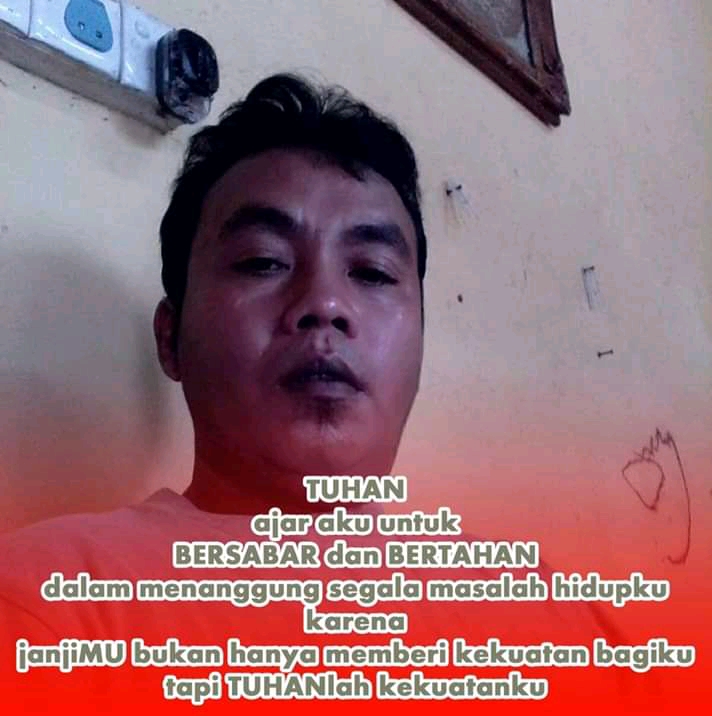 TUHAN
ajar aku untuk
BERSABAR dan BERTAHAN
dalam menanggung segala masalah hidupku
karena
janjiMU bukan hanya memberi kekuatan bagiku
tapi TUHANlah kekuatanku